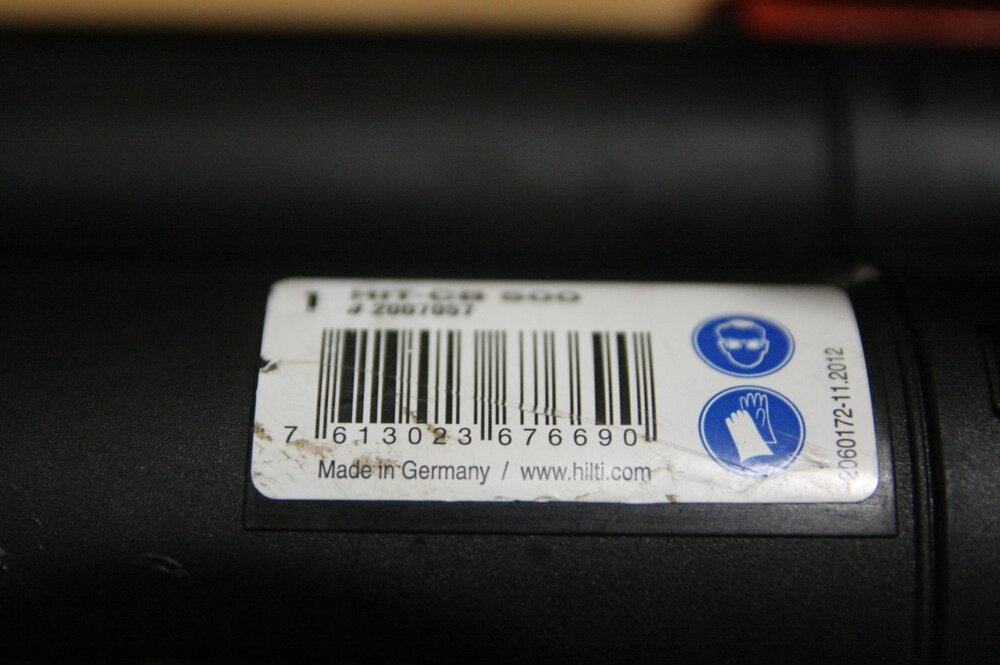 1 HIT-CB 500
# 2007057
7 613023 676690
Made in Germany / www.hilti.com
2060172-11.2012